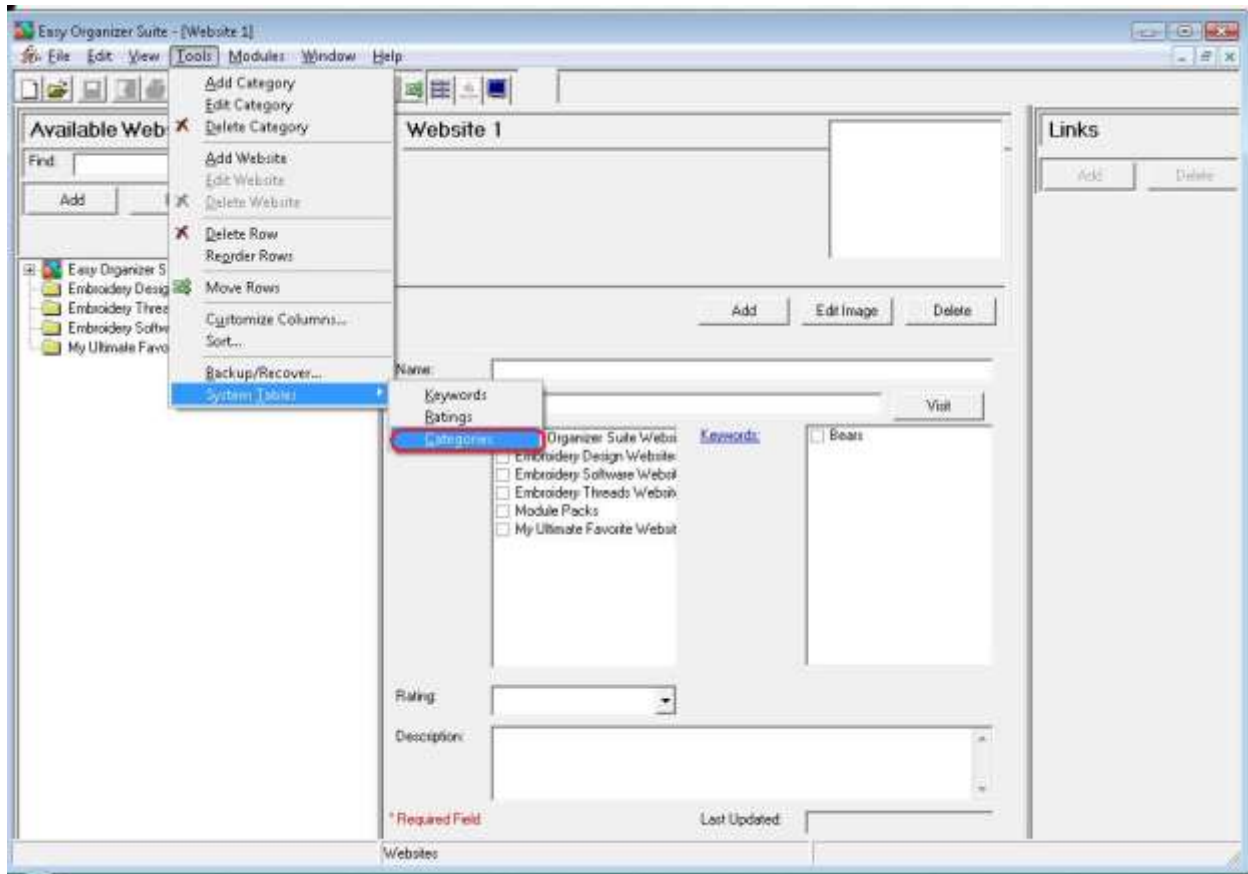 Easy Organizer Suite - [Website 1]
File Edit View Tools Modules Window Help
Add Category
Edit Category
Delete Category
Add Website
Edit Website
Delete Website
Delete Row
Reorder Rows
Move Rows
Customize Columns...
Sort...
Backup/Recover...
System Tables
Keywords
Ratings
Categories
Available Web
Find:
Add
Easy Organizer S
Embroidery Desig
Embroidery Threa
Embroidery Softw
My Ultimate Favo
Website 1
Add Edit Image Delete
Name:
Visit
Organizer Suite Websi
Embroidery Design Website
Embroidery Software Websit
Embroidery Threads Websit
Module Packs
My Ultimate Favorite Websit
Keywords:
Bears
Rating:
Description:
* Required Field
Last Updated:
Links
Add Delete
Websites